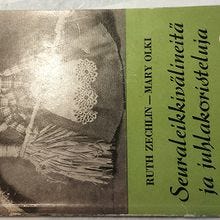 RUTH ZECHLIN — MARY OLKI
Seuraleikkivälineitä
ja juhlakoristeluja